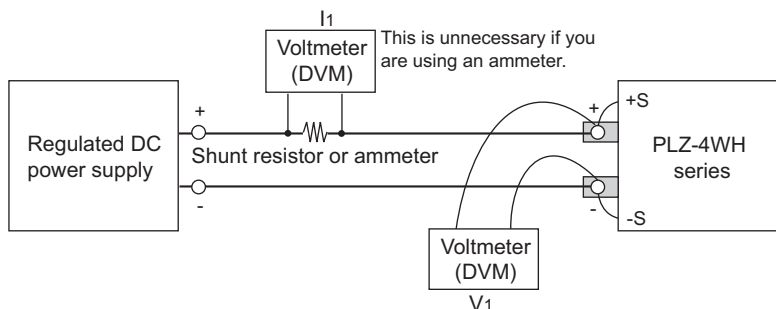 I1
Voltmeter
(DVM)
This is unnecessary if you
are using an ammeter.
+
Regulated DC
power supply
Shunt resistor or ammeter
-
+
+S
PLZ-4WH
series
-
-S
Voltmeter
(DVM)
V1